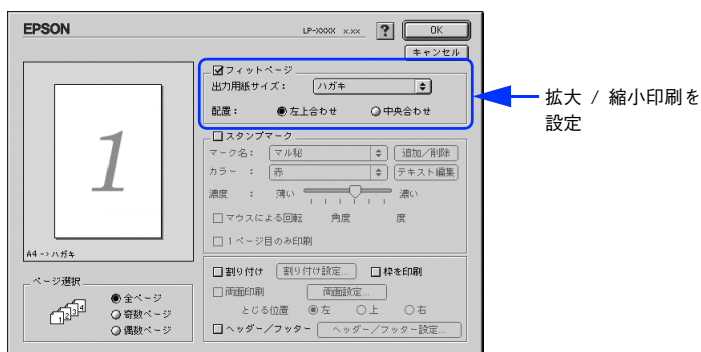 EPSON
LP-XXXX x.xx ? OK
キャンセル
フィットページ
出力用紙サイズ： ハガキ
配置： 左上合わせ 中央合わせ
拡大 / 縮小印刷を
設定
1
スタンプマーク
マーク名： マル秘 追加／削除
カラー ： 赤 テキスト編集
濃度 ： 薄い 濃い
マウスによる回転 角度 度
1ページ目のみ印刷
A4 -> ハガキ
ページ選択
1 2 3 4
全ページ
奇数ページ
偶数ページ
割り付け 割り付け設定... 枠を印刷
両面印刷 両面設定...
とじる位置 左 上 右
ヘッダー／フッター ヘッダー／フッター設定...